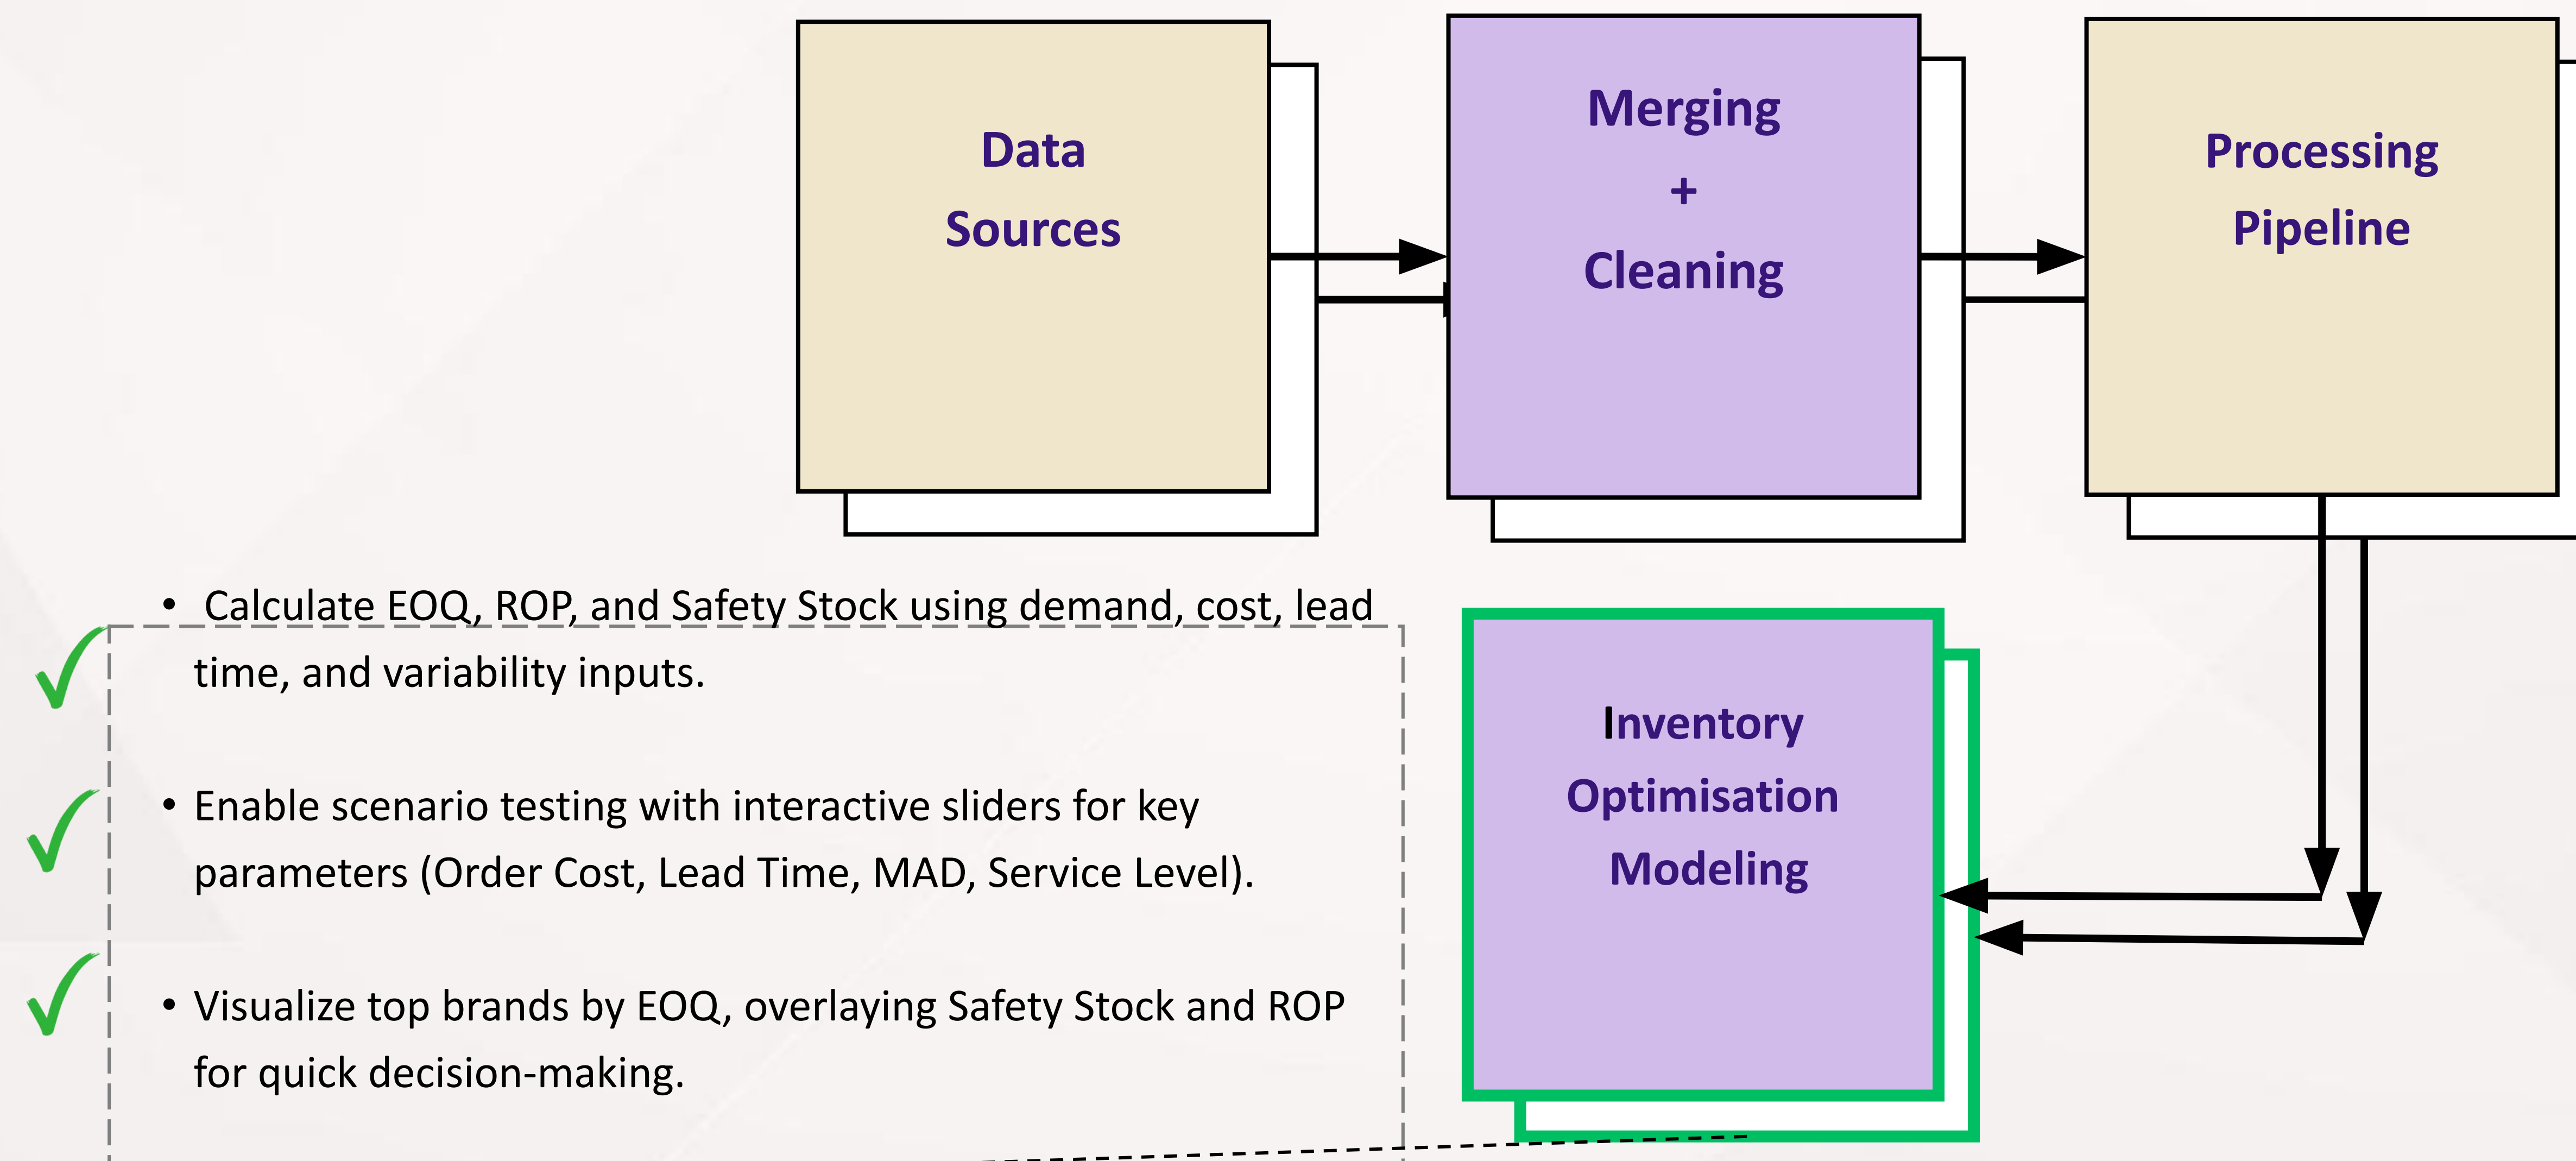 Data
Sources
Merging
+
Cleaning
Processing
Pipeline
• Calculate EOQ, ROP, and Safety Stock using demand, cost, lead
time, and variability inputs.
• Enable scenario testing with interactive sliders for key
parameters (Order Cost, Lead Time, MAD, Service Level).
• Visualize top brands by EOQ, overlaying Safety Stock and ROP
for quick decision-making.
Inventory
Optimisation
Modeling